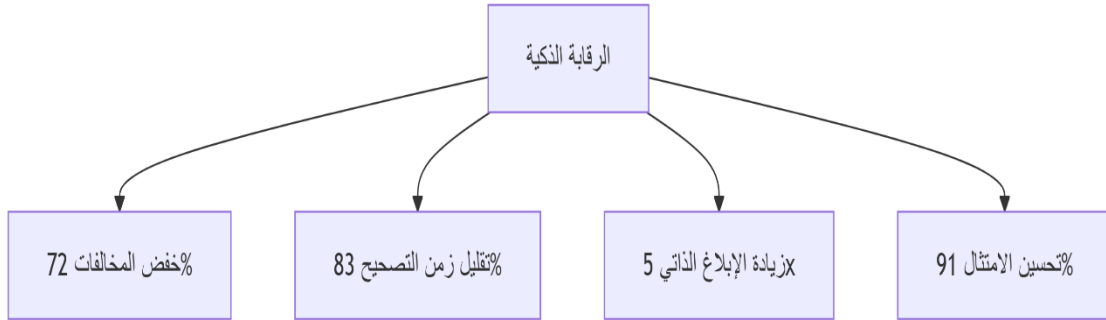 الرقابة الذكية
خفض المخالفات 72%
تقليل زمن التصحيح 83%
زيادة الإبلاغ الذاتي 5x
تحسين الامتثال 91%